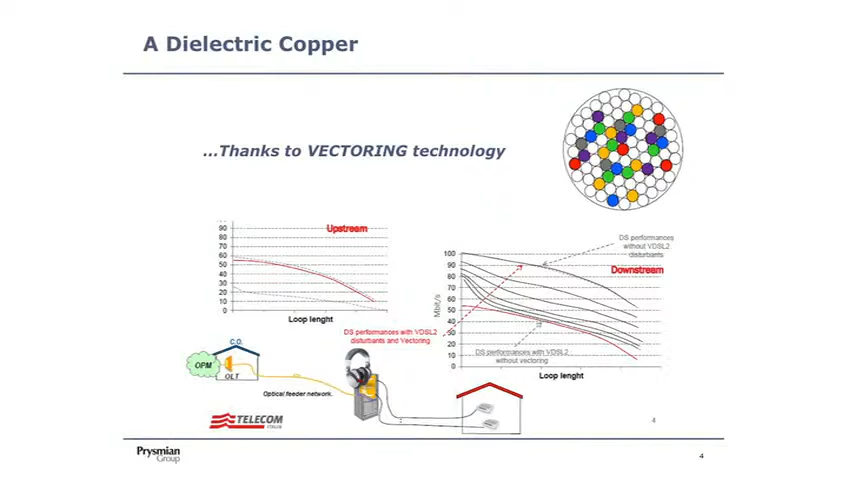 A Dielectric Copper
...Thanks to VECTORING technology
Upstream
90
80
70
60
50
40
30
20
10
0
Loop lenght
DS performances
without VDSL2
disturbants
Downstream
100
90
80
70
60
50
40
30
20
10
0
Mbit/s
DS performances with VDSL2
disturbants and Vectoring
DS performances with VDSL2
without vectoring
Loop lenght
C.O.
OPM
OLT
Optical feeder network.
TELECOM
ITALIA
4
Prysmian
Group
4